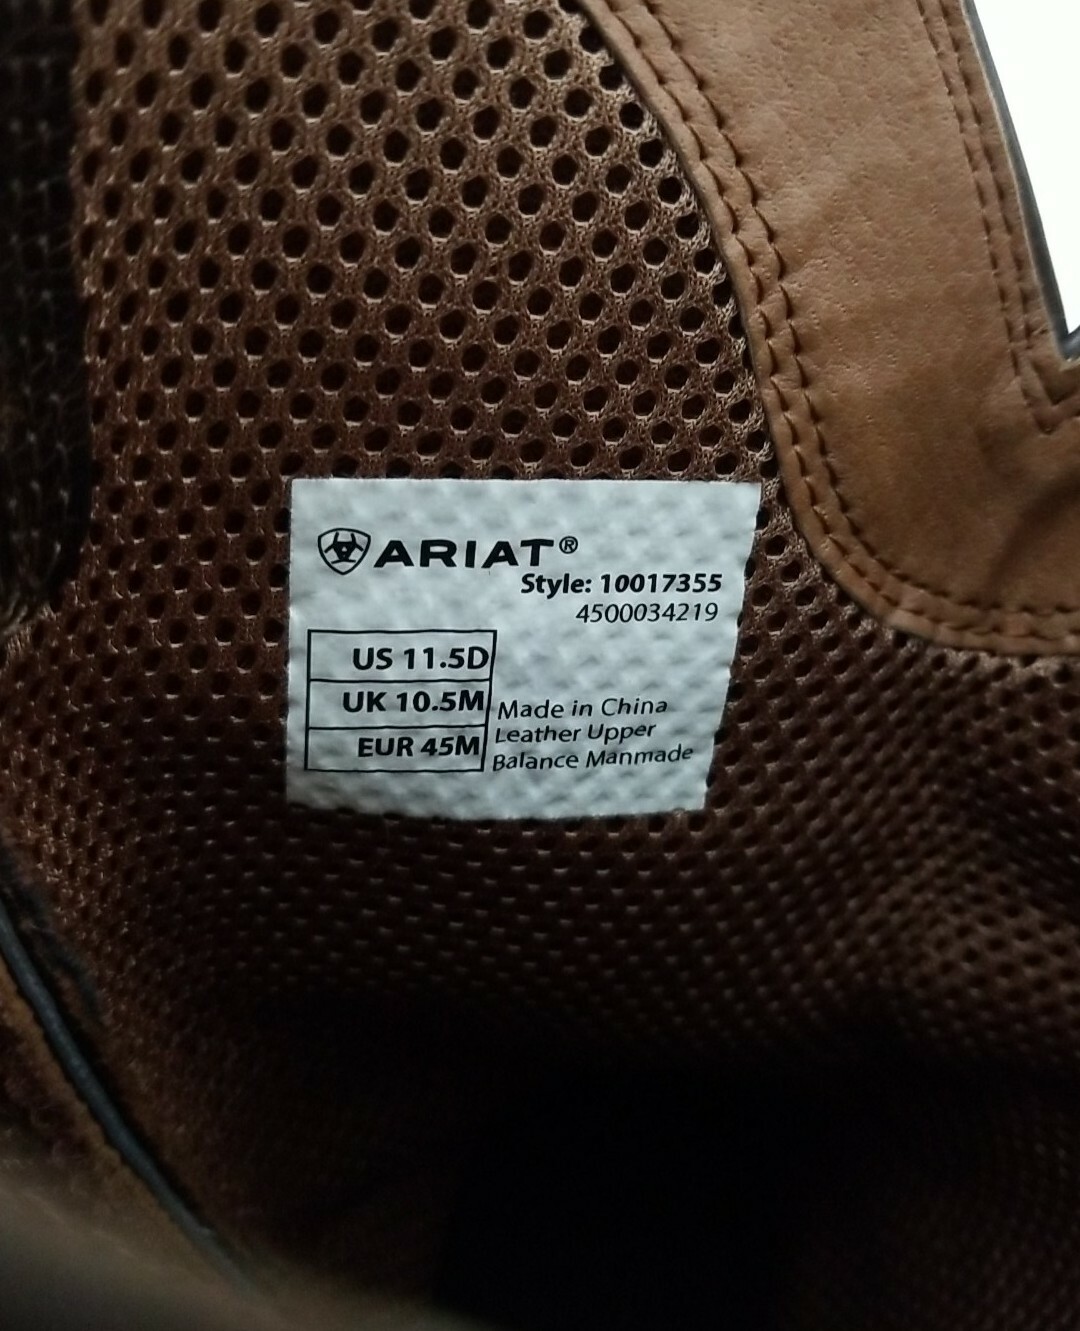 ARIAT®
Style: 10017355
4500034219
US 11.5D
UK 10.5M
EUR 45M
Made in China
Leather Upper
Balance Manmade